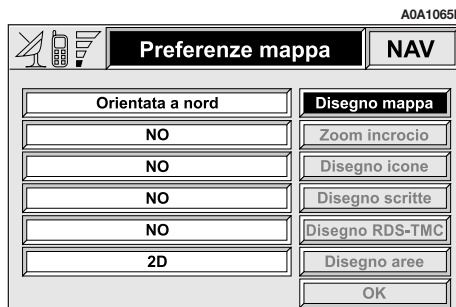 A0A1065
Preferenze mappa NAV
Orientata a nord Disegno mappa
NO Zoom incrocio
NO Disegno icone
NO Disegno scritte
NO Disegno RDS-TMC
2D Disegno aree
OK